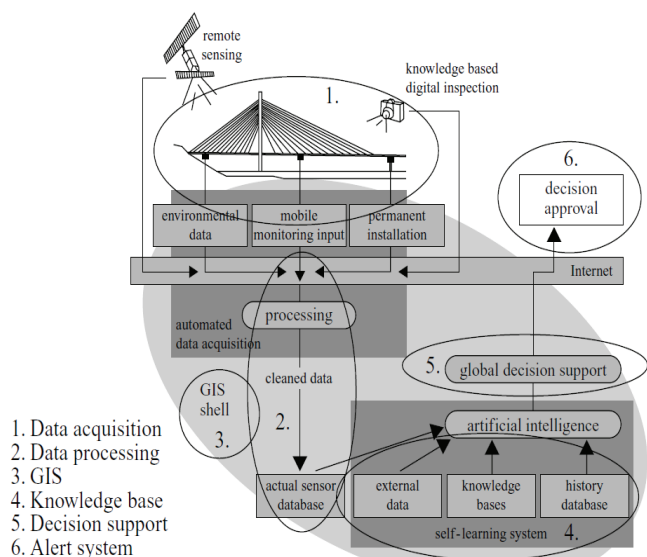 remote
sensing
knowledge based
digital inspection
1.
6.
decision
approval
environmental
data
mobile
monitoring input
permanent
installation
Internet
processing
automated
data acquisition
cleaned data
5.
global decision support
GIS
shell
3.
2.
artificial intelligence
actual sensor
database
external
data
knowledge
bases
history
database
self-learning system
4.
1. Data acquisition
2. Data processing
3. GIS
4. Knowledge base
5. Decision support
6. Alert system